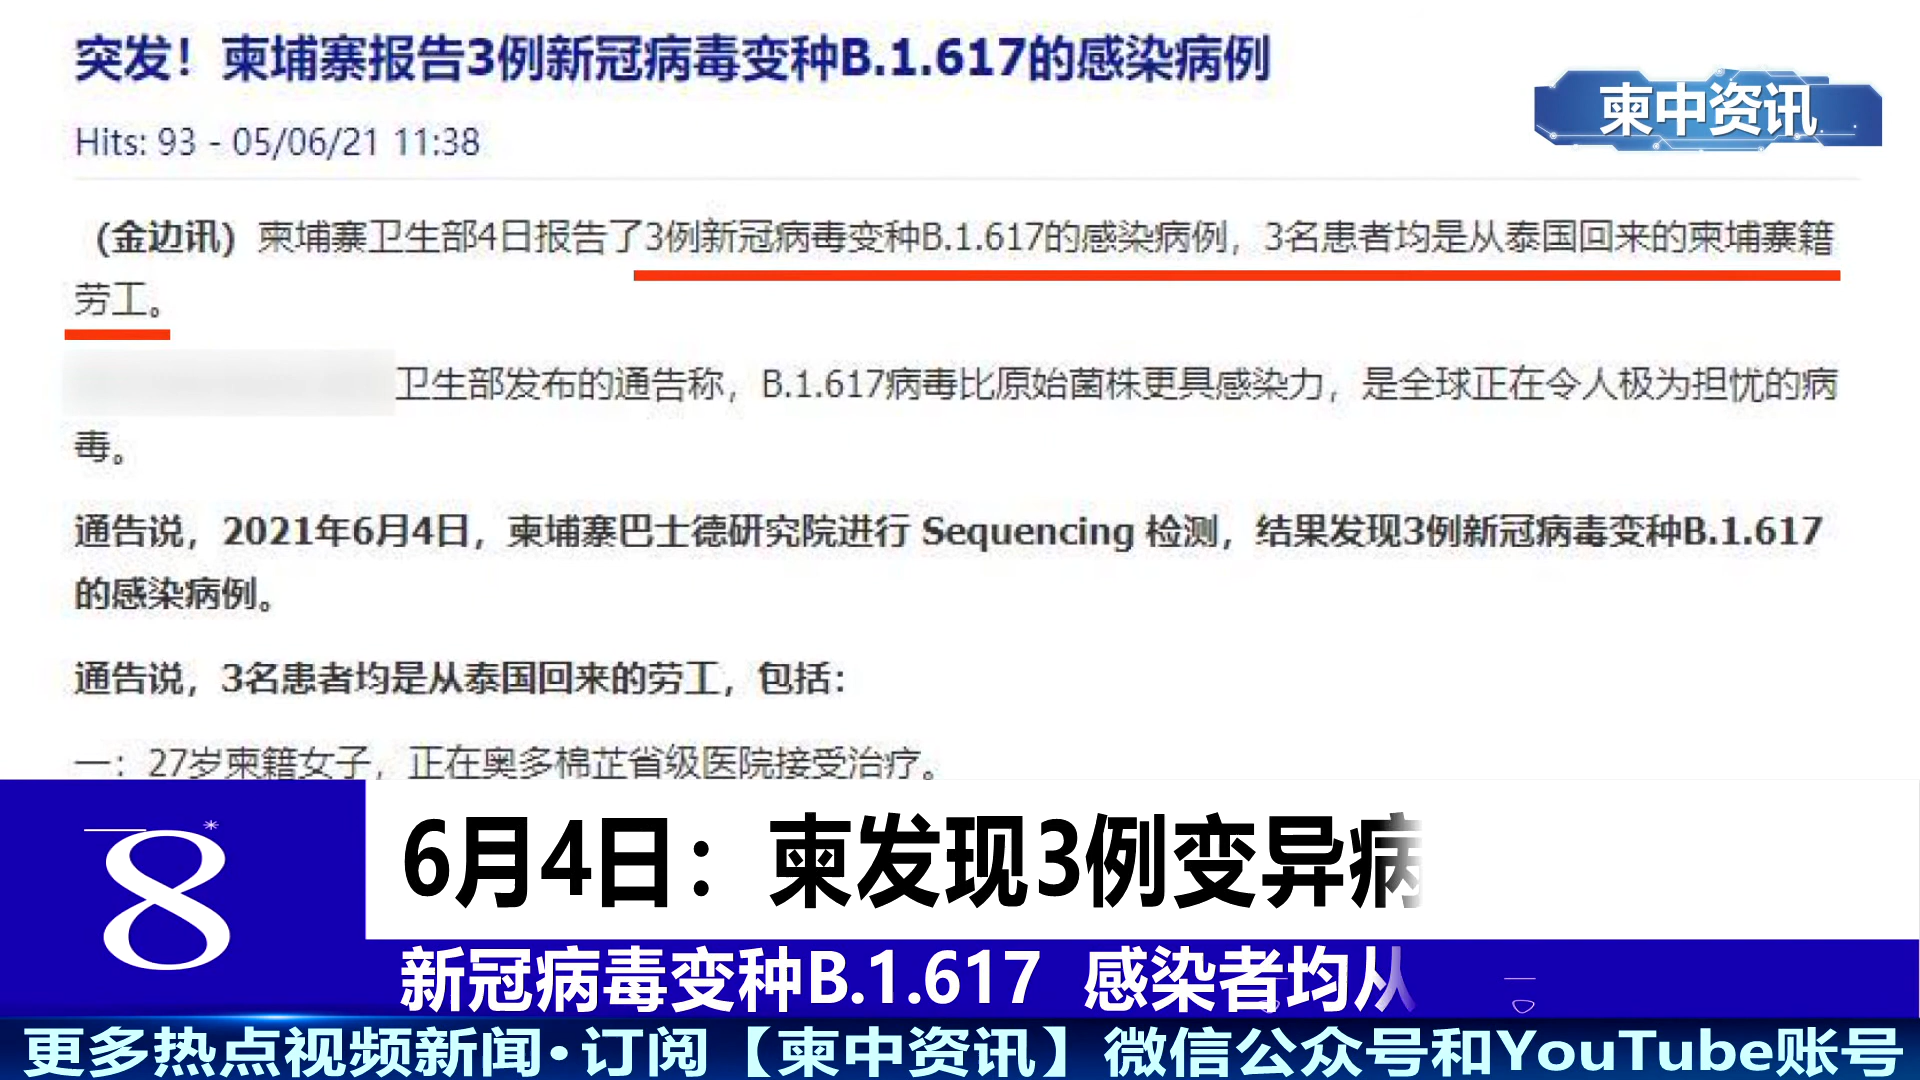 突发！柬埔寨报告3例新冠病毒变种B.1.617的感染病例
柬中资讯
Hits: 93 - 05/06/21 11:38
（金边讯）柬埔寨卫生部4日报告了3例新冠病毒变种B.1.617的感染病例，3名患者均是从泰国回来的柬埔寨籍
劳工。
卫生部发布的通告称，B.1.617病毒比原始菌株更具感染力，是全球正在令人极为担忧的病
毒。
通告说，2021年6月4日，柬埔寨巴士德研究院进行 Sequencing 检测，结果发现3例新冠病毒变种B.1.617
的感染病例。
通告说，3名患者均是从泰国回来的劳工，包括：
一：27岁柬籍女子，正在奥多棉芷省级医院接受治疗。
8
6月4日：柬发现3例变异病
新冠病毒变种B.1.617 感染者均从
更多热点视频新闻·订阅【柬中资讯】微信公众号和YouTube账号